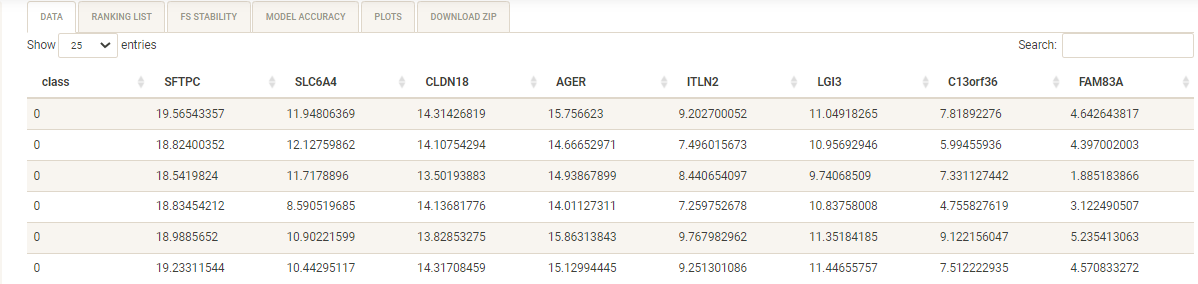 DATA RANKING LIST FS STABILITY MODEL ACCURACY PLOTS DOWNLOAD ZIP
Show 25 entries Search:
class SFTPC SLC6A4 CLDN18 AGER ITLN2 LGI3 C13orf36 FAM83A
0 19.56543357 11.94806369 14.31426819 15.756623 9.202700052 11.04918265 7.81892276 4.642643817
0 18.82400352 12.12759862 14.10754294 14.66652971 7.496015673 10.95692946 5.99455936 4.397002003
0 18.5419824 11.7178896 13.50193883 14.93867899 8.440654097 9.74068509 7.331127442 1.885183866
0 18.83454212 8.590519685 14.13681776 14.01127311 7.259752678 10.83758008 4.755827619 3.122490507
0 18.9885652 10.90221599 13.82853275 15.86313843 9.767982962 11.35184185 9.122156047 5.235413063
0 19.23311544 10.44295117 14.31708459 15.12994445 9.251301086 11.44655757 7.512222935 4.570833272